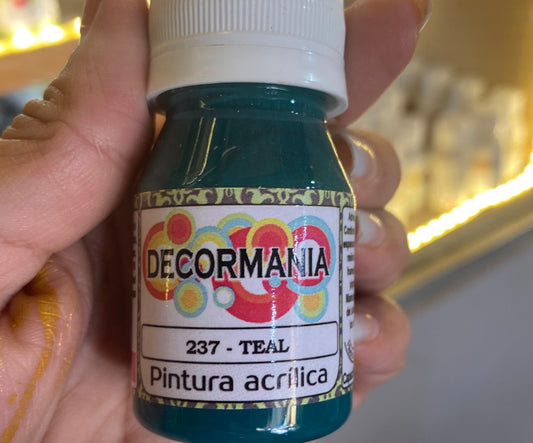 DECORMANIA
237 - TEAL
Pintura acrílica